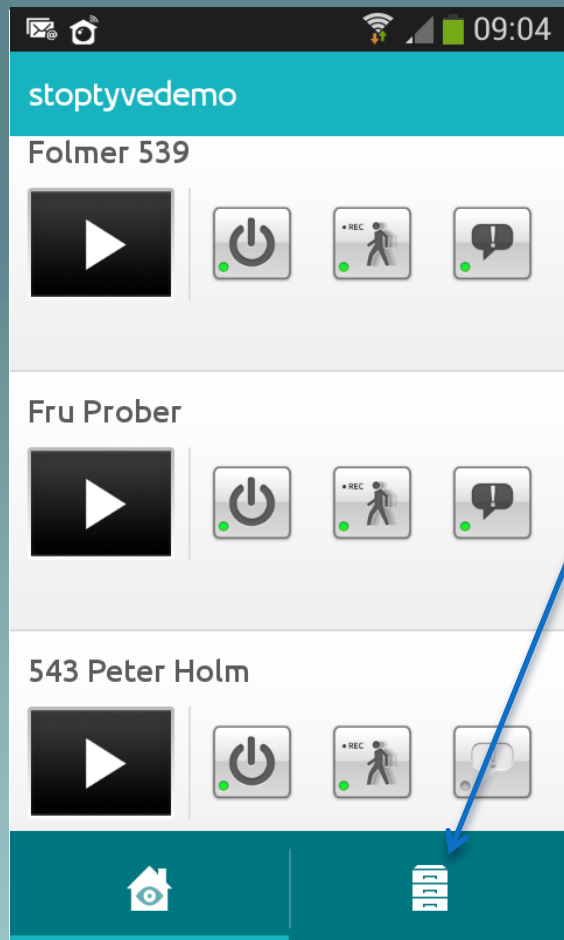 09:04
stoptyvedemo
Folmer 539
• REC
Fru Prober
• REC
543 Peter Holm
• REC